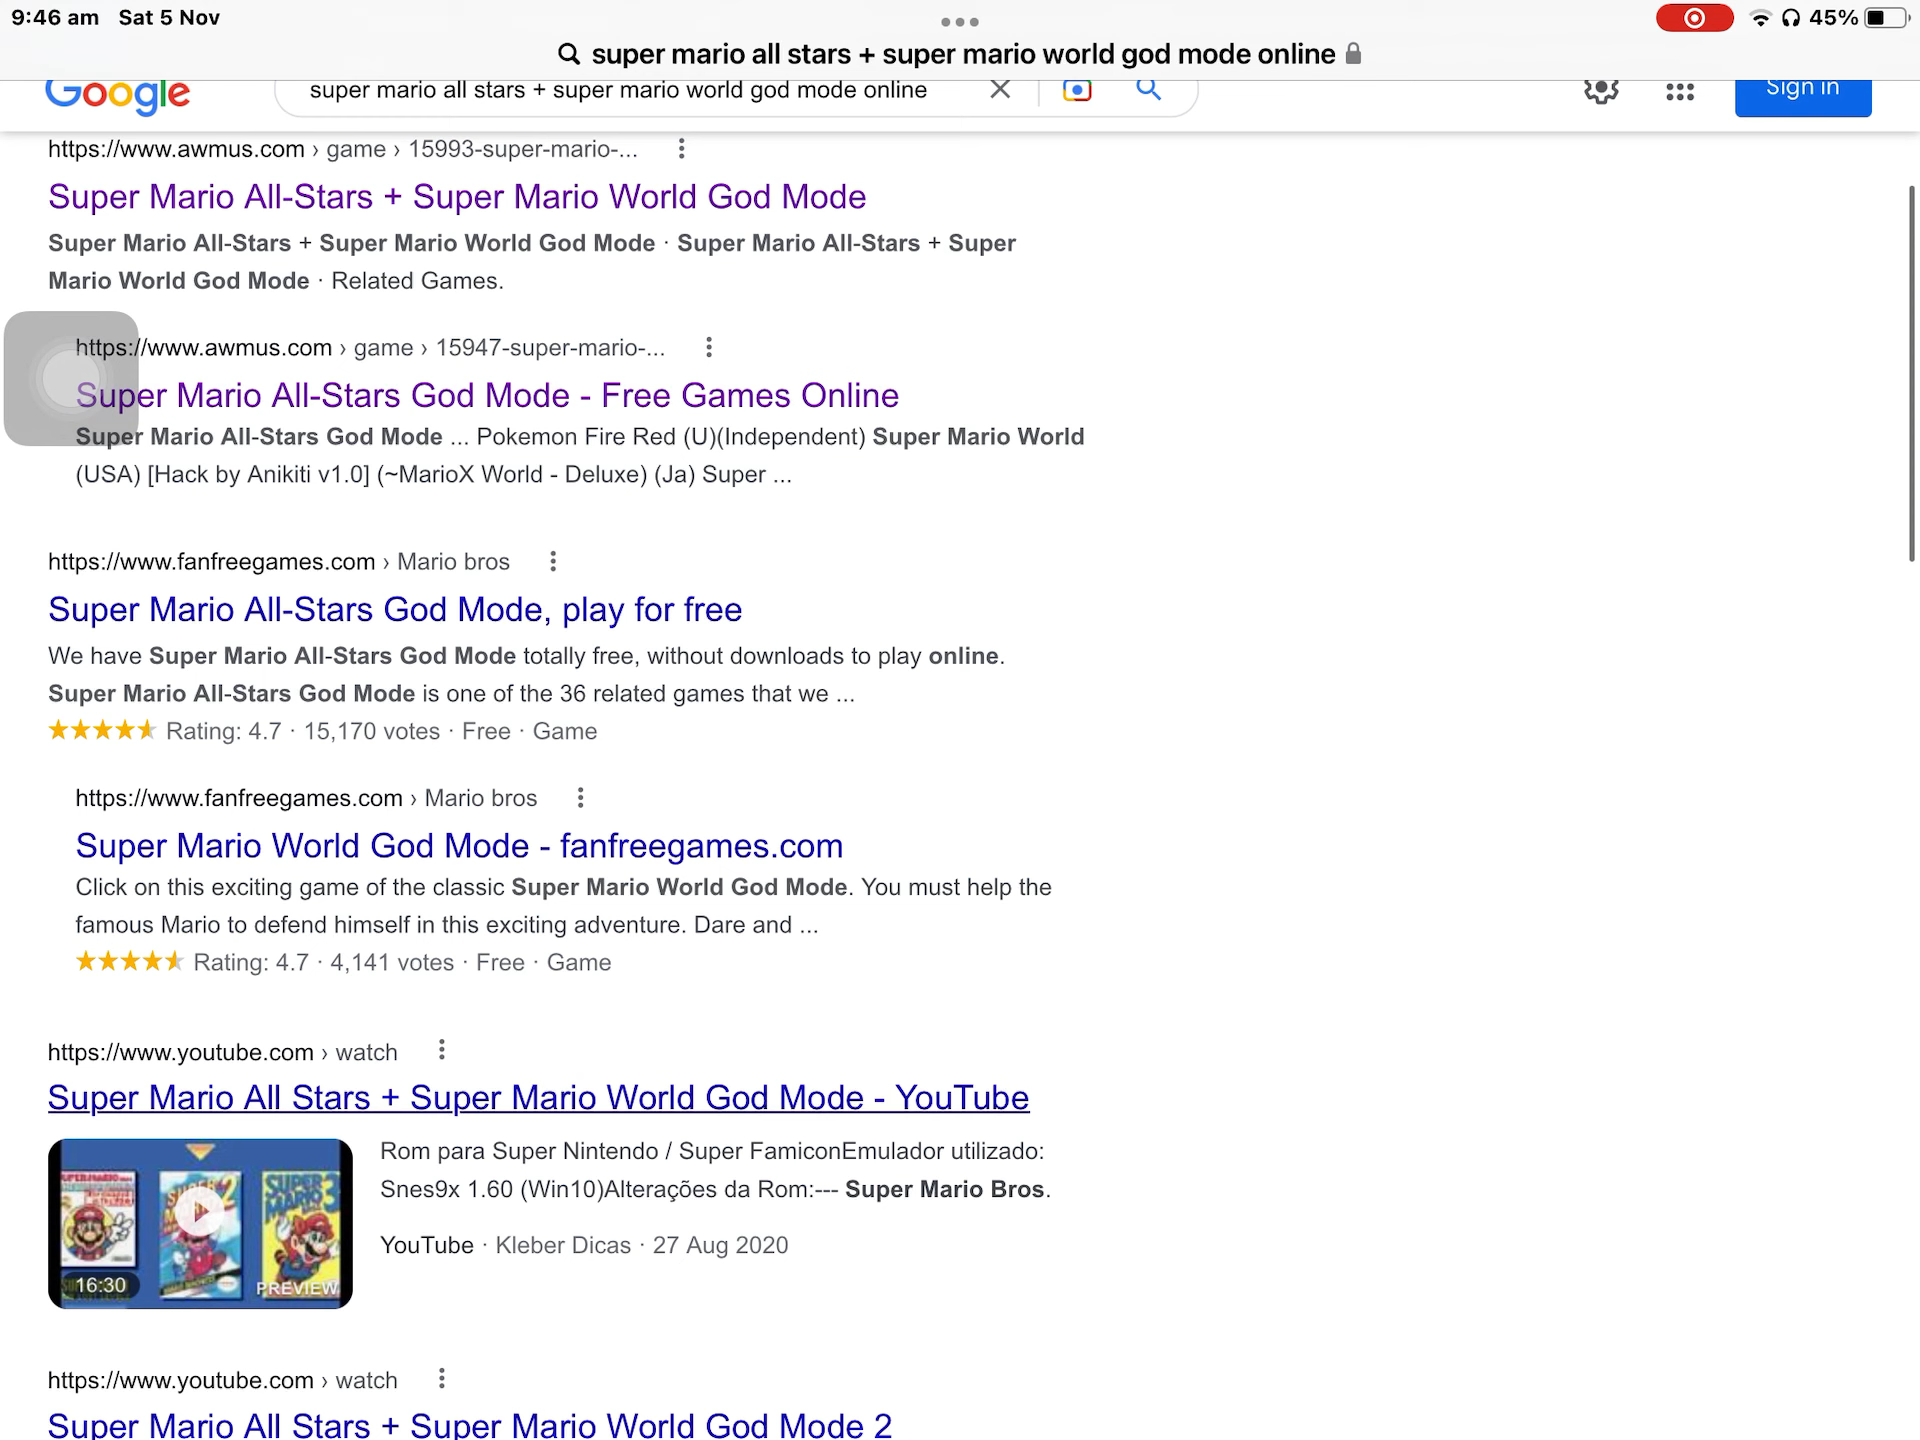 9:46 am Sat 5 Nov
45%
super mario all stars + super mario world god mode online
Google
super mario all stars + super mario world god mode online
Sign in
https://www.awmus.com › game › 15993-super-mario-...
Super Mario All-Stars + Super Mario World God Mode
Super Mario All-Stars + Super Mario World God Mode · Super Mario All-Stars + Super
Mario World God Mode · Related Games.
https://www.awmus.com › game › 15947-super-mario-...
Super Mario All-Stars God Mode - Free Games Online
Super Mario All-Stars God Mode ... Pokemon Fire Red (U)(Independent) Super Mario World
(USA) [Hack by Anikiti v1.0] (~MarioX World - Deluxe) (Ja) Super ...
https://www.fanfreegames.com › Mario bros
Super Mario All-Stars God Mode, play for free
We have Super Mario All-Stars God Mode totally free, without downloads to play online.
Super Mario All-Stars God Mode is one of the 36 related games that we ...
Rating: 4.7 · 15,170 votes · Free · Game
https://www.fanfreegames.com › Mario bros
Super Mario World God Mode - fanfreegames.com
Click on this exciting game of the classic Super Mario World God Mode. You must help the
famous Mario to defend himself in this exciting adventure. Dare and ...
Rating: 4.7 · 4,141 votes · Free · Game
https://www.youtube.com › watch
Super Mario All Stars + Super Mario World God Mode - YouTube
Rom para Super Nintendo / Super FamiconEmulador utilizado:
Snes9x 1.60 (Win10)Alterações da Rom:--- Super Mario Bros.
YouTube · Kleber Dicas · 27 Aug 2020
SUPER MARIO 3
16:30
PREVIEW
https://www.youtube.com › watch
Super Mario All Stars + Super Mario World God Mode 2